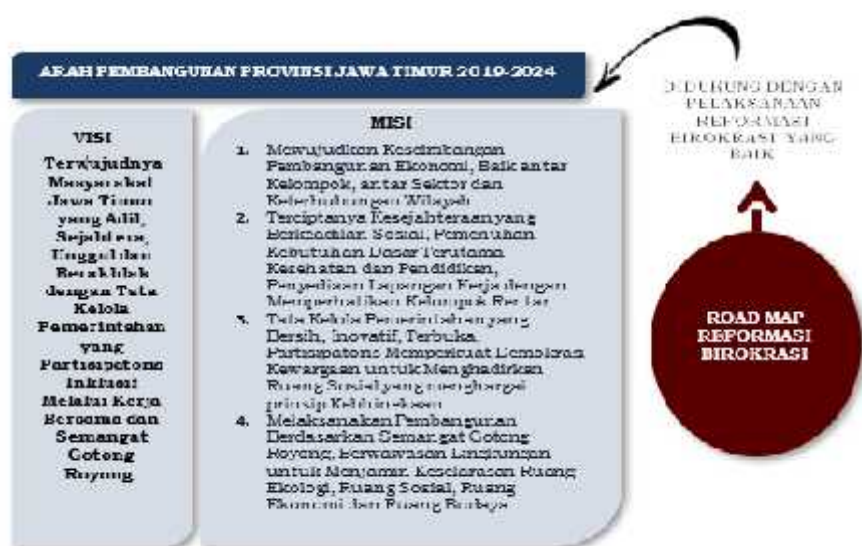 ARAH PEMBANGUNAN PROVINSI JAWA TIMUR 2019-2024
VISI
Terwujudnya
Masyarakat
Jawa Timur
yang Adil,
Sejahtera,
Unggul dan
Berakhlak
dengan Tata
Kelola
Pemerintahan
yang
Partisipatoris
Inklusif
Melalui Kerja
Bersama dan
Semangat
Gotong
Royong
MISI
1. Mewujudkan Keseimbangan
Pembangunan Ekonomi, Baik antar
Kelompok, antar Sektor dan
Keterhubungan Wilayah
2. Terciptanya Kesejahteraan yang
Berkeadilan Sosial, Pemenuhan
Kebutuhan Dasar Terutama
Kesehatan dan Pendidikan,
Penyediaan Lapangan Kerja dengan
Memperhatikan Kelompok Rentan
3. Tata Kelola Pemerintahan yang
Bersih, Inovatif, Terbuka,
Partisipatoris Memperkuat Demokrasi
Kewargaan untuk Menghadirkan
Ruang Sosial yang menghargai
prinsip Kebhinekaan
4. Melaksanakan Pembangunan
Berdasarkan Semangat Gotong
Royong, Berwawasan Lingkungan
untuk Menjamin Keselarasan Ruang
Ekologi, Ruang Sosial, Ruang
Ekonomi dan Ruang Budaya
DIDUKUNG DENGAN
PELAKSANAAN
REFORMASI
BIROKRASI YANG
BAIK
ROAD MAP
REFORMASI
BIROKRASI